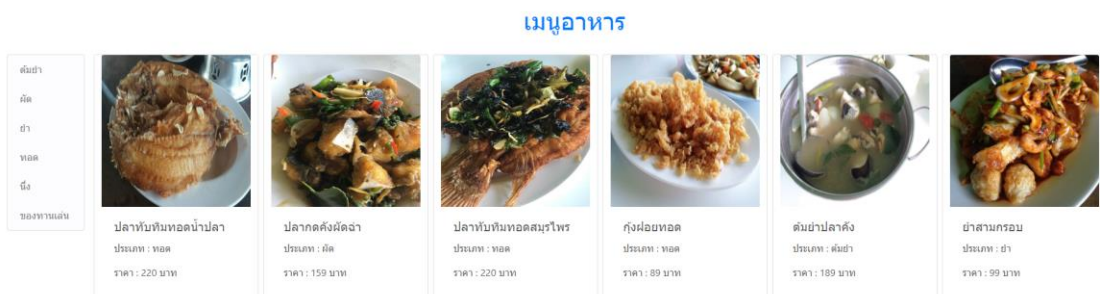 เมนูอาหาร
ต้มยำ
ผัด
ยำ
ทอด
นึ่ง
ของทานเล่น
ปลาทับทิมทอดน้ำปลา
ประเภท : ทอด
ราคา : 220 บาท
ปลากดคังผัดฉ่า
ประเภท : ผัด
ราคา : 159 บาท
ปลาทับทิมทอดสมุรไพร
ประเภท : ทอด
ราคา : 220 บาท
กุ้งฝอยทอด
ประเภท : ทอด
ราคา : 89 บาท
ต้มยำปลาคัง
ประเภท : ต้มยำ
ราคา : 189 บาท
ยำสามกรอบ
ประเภท : ยำ
ราคา : 99 บาท